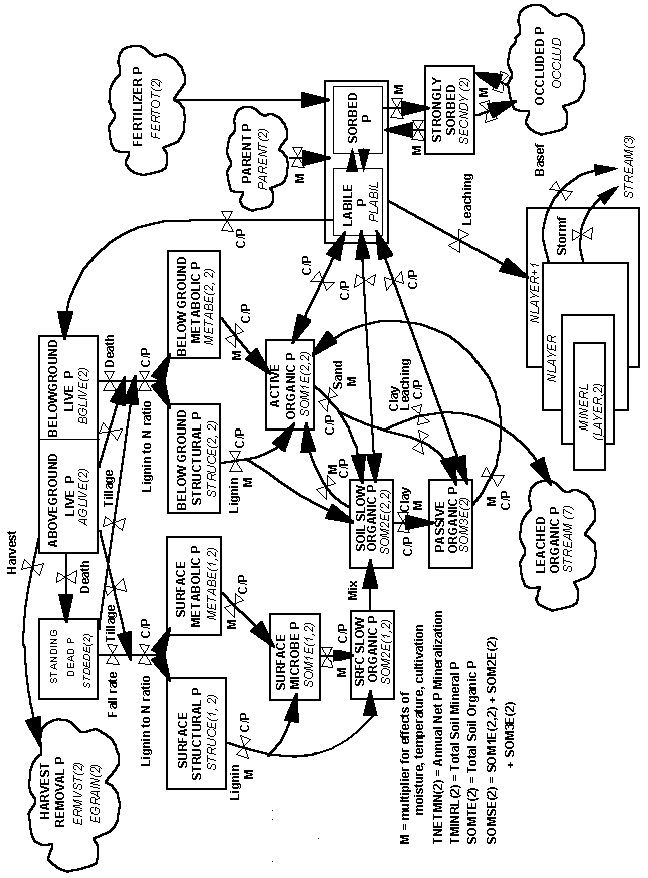 HARVEST
REMOVAL P
ERMVST(2)
EGRAIN(2)
Harvest
STANDING
DEAD P
STDEDE(2)
Death
ABOVEGROUND
LIVE P
AGLIVE(2)
BELOWGROUND
LIVE P
BGLIVE(2)
C/P
FERTILIZER P
FERTOT(2)
Fall rate
Tillage
Tillage
Death
Lignin to N ratio
C/P
Lignin to N ratio
C/P
PARENT P
PARENT(2)
M
SURFACE
STRUCTURAL P
STRUCE(1, 2)
SURFACE
METABOLIC P
METABE(1,2)
BELOW GROUND
STRUCTURAL P
STRUCE(2, 2)
BELOW GROUND
METABOLIC P
METABE(2, 2)
Lignin
M
C/P
M
C/P
Lignin
M
C/P
M
C/P
SURFACE
MICROBE P
SOM1E(1,2)
ACTIVE
ORGANIC P
SOM1E(2,2)
C/P
C/P
C/P
LABILE
P
PLABIL
SORBED
P
M
M
STRONGLY
SORBED
SECNDY (2)
M
M
OCCLUDED P
OCCLUD
M
C/P
C/P
M
C/P
Sand
M
SRFC SLOW
ORGANIC P
SOM2E(1,2)
Mix
SOIL SLOW
ORGANIC P
SOM2E(2,2)
Clay
Leaching
C/P
Leaching
C/P
Clay
M
PASSIVE
ORGANIC P
SOM3E(2)
M
C/P
LEACHED
ORGANIC P
STREAM (7)
NLAYER+1
NLAYER
MINERL
(LAYER,2)
Stormf
Basef
STREAM(3)
M = multiplier for effects of
moisture, temperature, cultivation
TNETMN(2) = Annual Net P Mineralization
TMINRL(2) = Total Soil Mineral P
SOMTE(2) = Total Soil Organic P
SOMSE(2) = SOM1E(2,2) + SOM2E(2)
+ SOM3E(2)